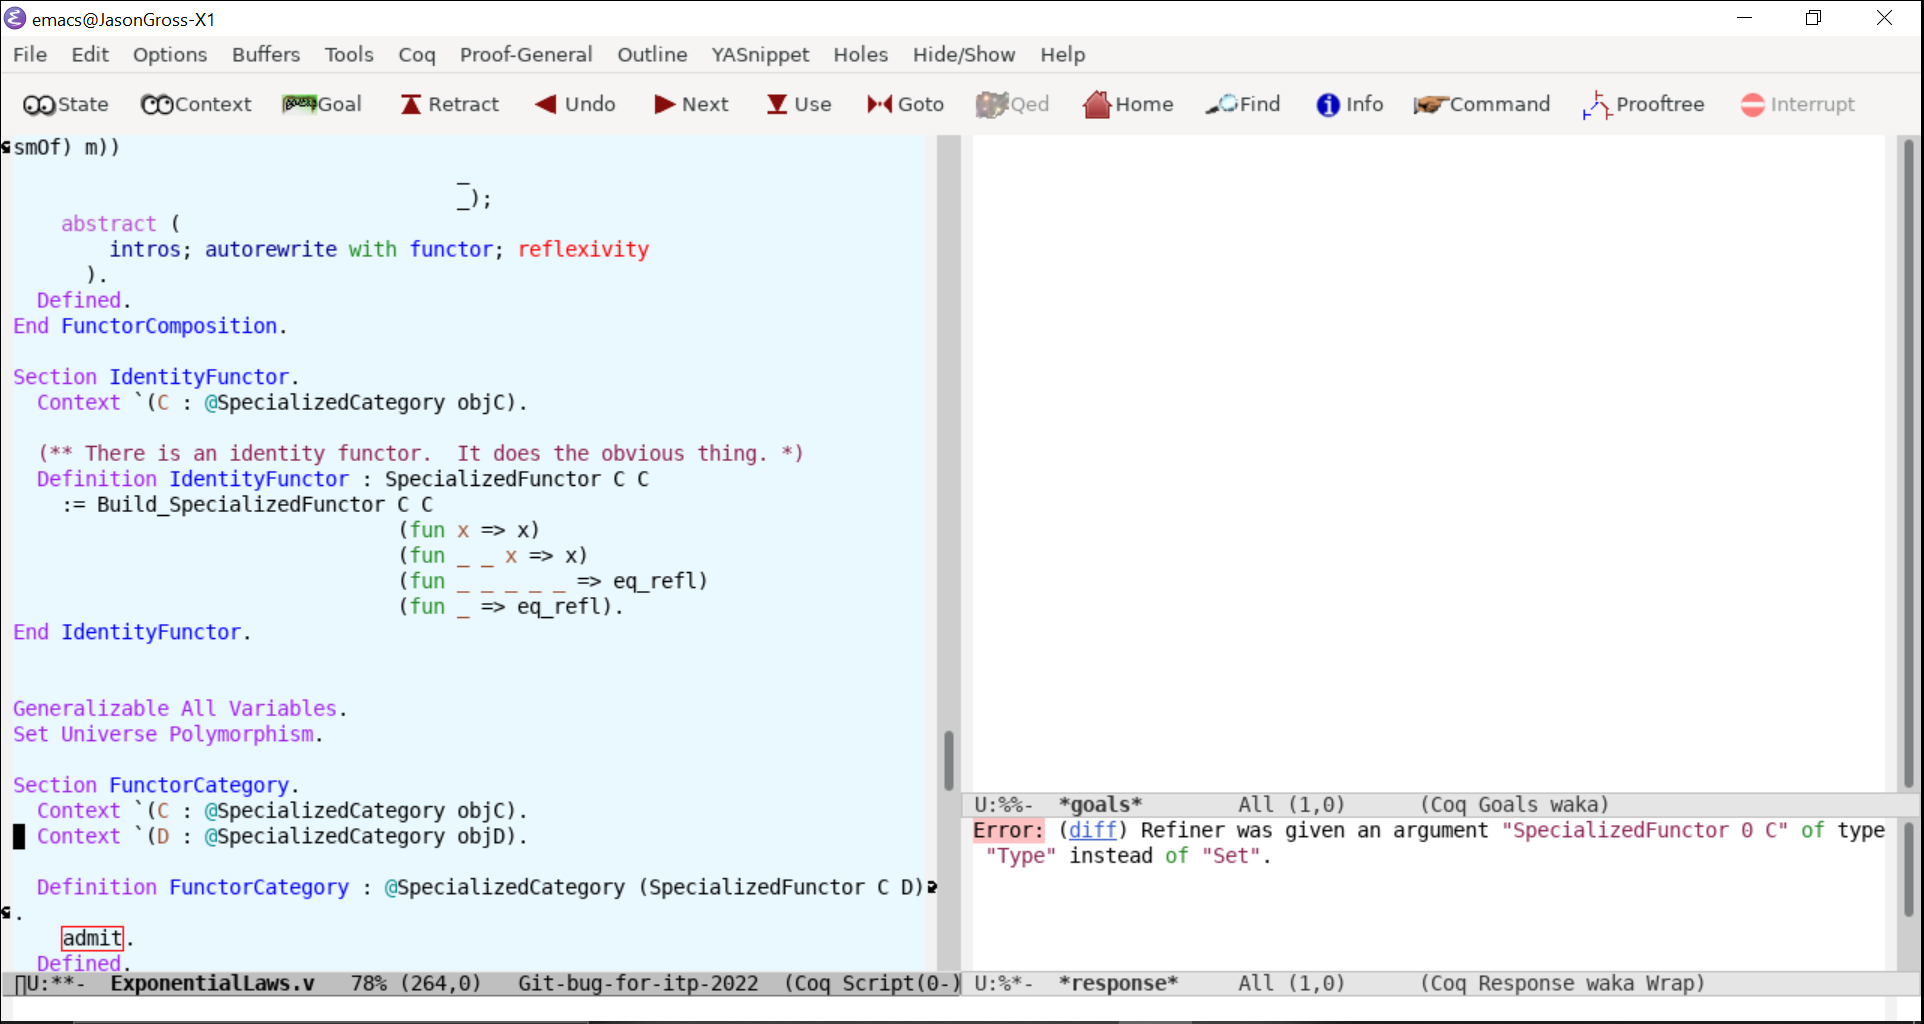 emacs@JasonGross-X1
File Edit Options Buffers Tools Coq Proof-General Outline YASnippet Holes Hide/Show Help
State Context Goal Retract Undo Next Use Goto Qed Home Find Info Command Prooftree Interrupt
smOf) m))
_
_);
abstract (
intros; autorewrite with functor; reflexivity
).
Defined.
End FunctorComposition.
Section IdentityFunctor.
Context `(C : @SpecializedCategory objC).
(** There is an identity functor.  It does the obvious thing. *)
Definition IdentityFunctor : SpecializedFunctor C C
:= Build_SpecializedFunctor C C
(fun x => x)
(fun _ _ x => x)
(fun _ _ _ _ _ => eq_refl)
(fun _ => eq_refl).
End IdentityFunctor.
Generalizable All Variables.
Set Universe Polymorphism.
Section FunctorCategory.
Context `(C : @SpecializedCategory objC).
Context `(D : @SpecializedCategory objD).
Definition FunctorCategory : @SpecializedCategory (SpecializedFunctor C D)
.
admit.
Defined.
U:**-  ExponentialLaws.v   78% (264,0)   Git-bug-for-itp-2022  (Coq Script(0-)
U:%%-  *goals*        All (1,0)      (Coq Goals waka)
Error: (diff) Refiner was given an argument "SpecializedFunctor 0 C" of type
"Type" instead of "Set".
U:%*-  *response*     All (1,0)      (Coq Response waka Wrap)